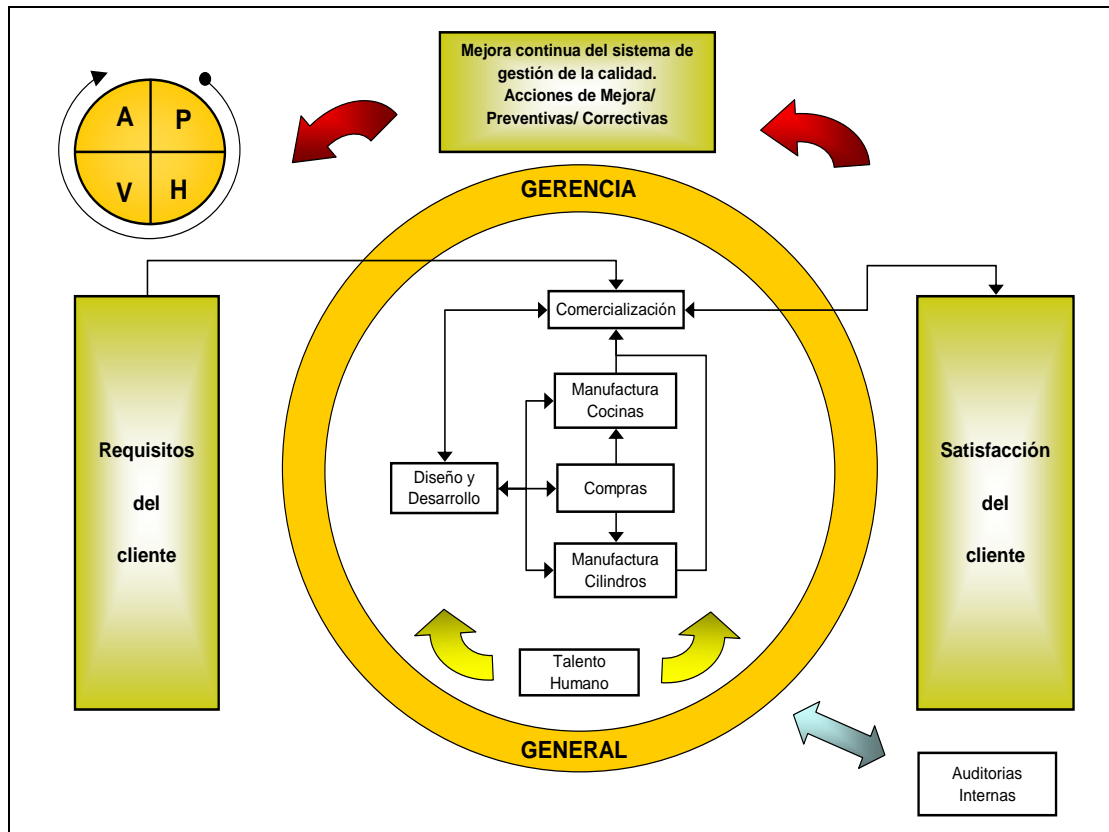 Mejora continua del sistema de
gestión de la calidad.
Acciones de Mejora/
Preventivas/ Correctivas
A P
V H
GERENCIA
Comercialización
Manufactura
Cocinas
Requisitos
del
cliente
Diseño y
Desarrollo
Compras
Manufactura
Cilindros
Satisfacción
del
cliente
Talento
Humano
GENERAL
Auditorias
Internas